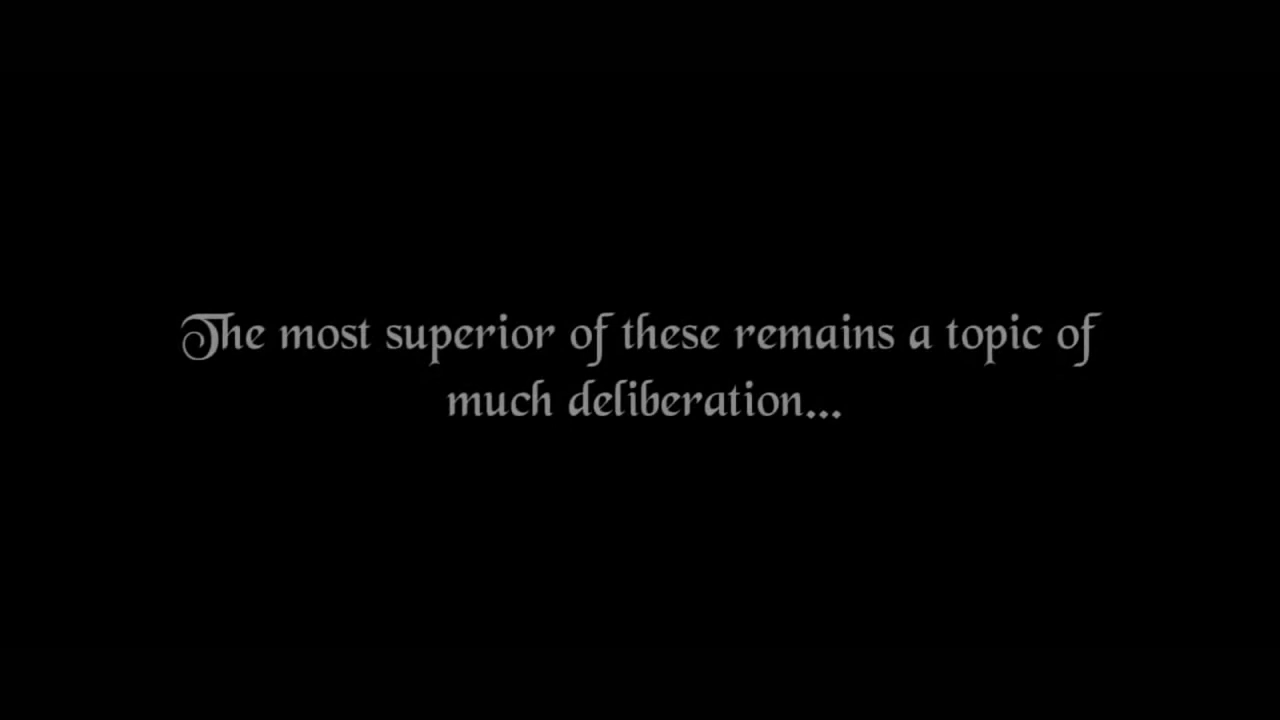 The most superior of these remains a topic of
much deliberation...